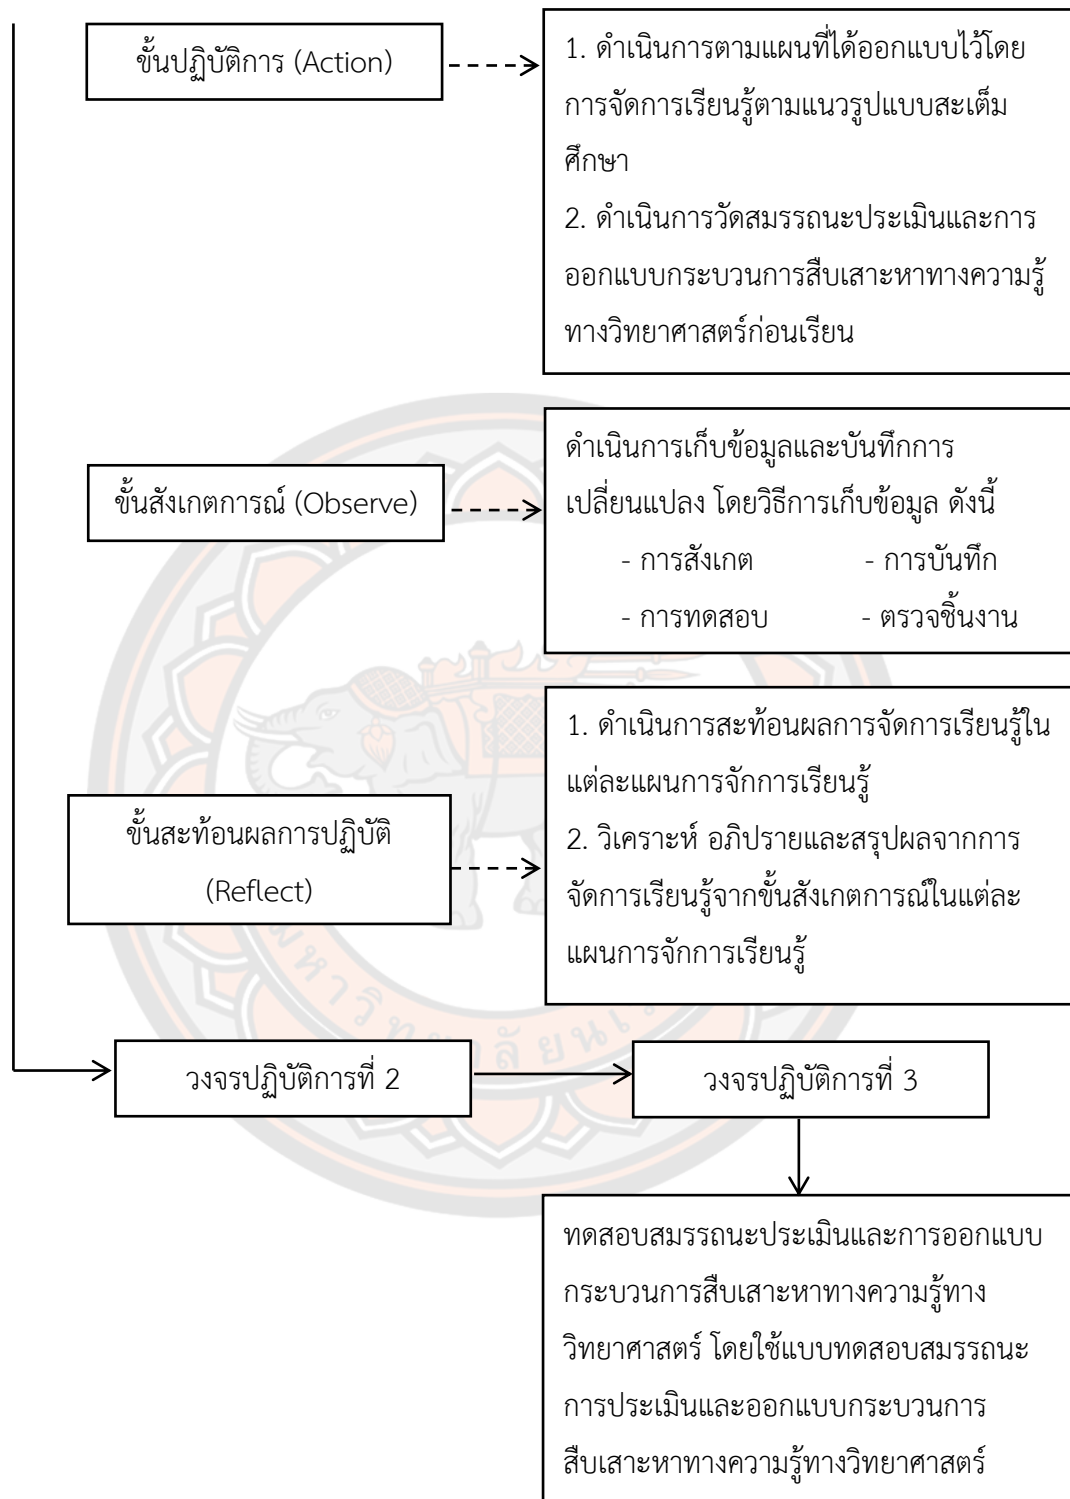 ขั้นปฏิบัติการ (Action)
1. ดำเนินการตามแผนที่ได้ออกแบบไว้โดย
การจัดการเรียนรู้ตามแนวรูปแบบสะเต็ม
ศึกษา
2. ดำเนินการวัดสมรรถนะประเมินและการ
ออกแบบกระบวนการสืบเสาะหาทางความรู้
ทางวิทยาศาสตร์ก่อนเรียน
ขั้นสังเกตการณ์ (Observe)
ดำเนินการเก็บข้อมูลและบันทึกการ
เปลี่ยนแปลง โดยวิธีการเก็บข้อมูล ดังนี้
- การสังเกต - การบันทึก
- การทดสอบ - ตรวจชิ้นงาน
ขั้นสะท้อนผลการปฏิบัติ
(Reflect)
1. ดำเนินการสะท้อนผลการจัดการเรียนรู้ใน
แต่ละแผนการจักการเรียนรู้
2. วิเคราะห์ อภิปรายและสรุปผลจากการ
จัดการเรียนรู้จากขั้นสังเกตการณ์ในแต่ละ
แผนการจักการเรียนรู้
วงจรปฏิบัติการที่ 2
วงจรปฏิบัติการที่ 3
ทดสอบสมรรถนะประเมินและการออกแบบ
กระบวนการสืบเสาะหาทางความรู้ทาง
วิทยาศาสตร์ โดยใช้แบบทดสอบสมรรถนะ
การประเมินและออกแบบกระบวนการ
สืบเสาะหาทางความรู้ทางวิทยาศาสตร์